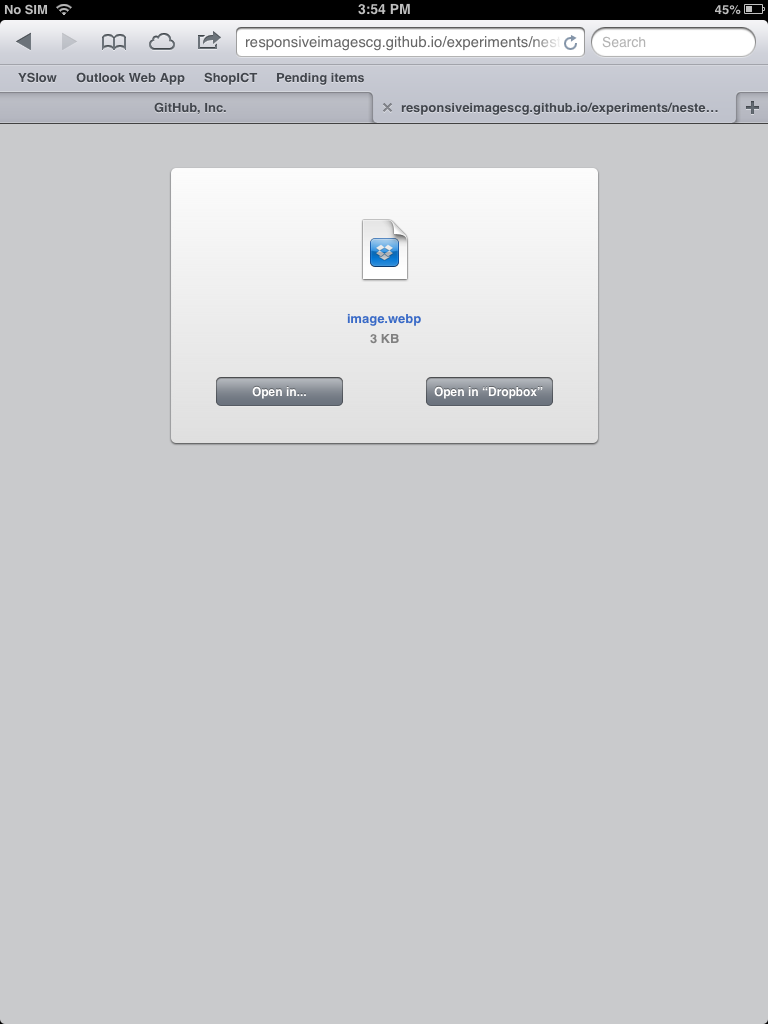 No SIM 3:54 PM 45%
responsiveimagescg.github.io/experiments/nest Search
YSlow Outlook Web App ShopICT Pending items
GitHub, Inc. responsiveimagescg.github.io/experiments/neste...
image.webp
3 KB
Open in... Open in “Dropbox”